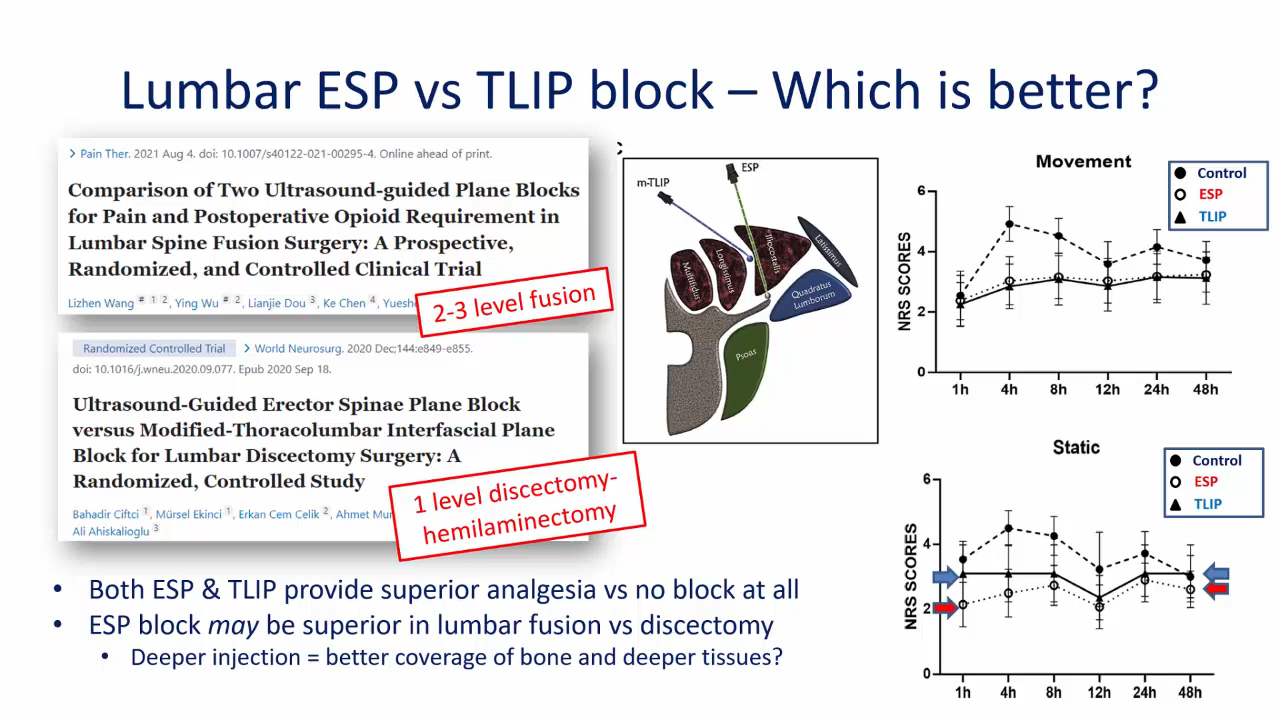 Lumbar ESP vs TLIP block – Which is better?
> Pain Ther. 2021 Aug 4. doi: 10.1007/s40122-021-00295-4. Online ahead of print.
Comparison of Two Ultrasound-guided Plane Blocks
for Pain and Postoperative Opioid Requirement in
Lumbar Spine Fusion Surgery: A Prospective,
Randomized, and Controlled Clinical Trial
Lizhen Wang # 1 2, Ying Wu # 2, Lianjie Dou 3, Ke Chen 4, Yuesh
2-3 level fusion
Randomized Controlled Trial > World Neurosurg. 2020 Dec;144:e849-e855.
doi: 10.1016/j.wneu.2020.09.077. Epub 2020 Sep 18.
Ultrasound-Guided Erector Spinae Plane Block
versus Modified-Thoracolumbar Interfascial Plane
Block for Lumbar Discectomy Surgery: A
Randomized, Controlled Study
Bahadir Ciftci 1, Mürsel Ekinci 1, Erkan Cem Celik 2, Ahmet Mu
Ali Ahiskalioglu 3
1 level discectomy-
hemilaminectomy
m-TLIP
ESP
Multifidus
Longisimus
Iliocostalis
Latissimus
Quadratus
Lumborum
Psoas
Movement
Control
ESP
TLIP
NRS SCORES
6
4
2
0
1h 4h 8h 12h 24h 48h
Static
Control
ESP
TLIP
NRS SCORES
6
4
2
0
1h 4h 8h 12h 24h 48h
• Both ESP & TLIP provide superior analgesia vs no block at all
• ESP block may be superior in lumbar fusion vs discectomy
• Deeper injection = better coverage of bone and deeper tissues?